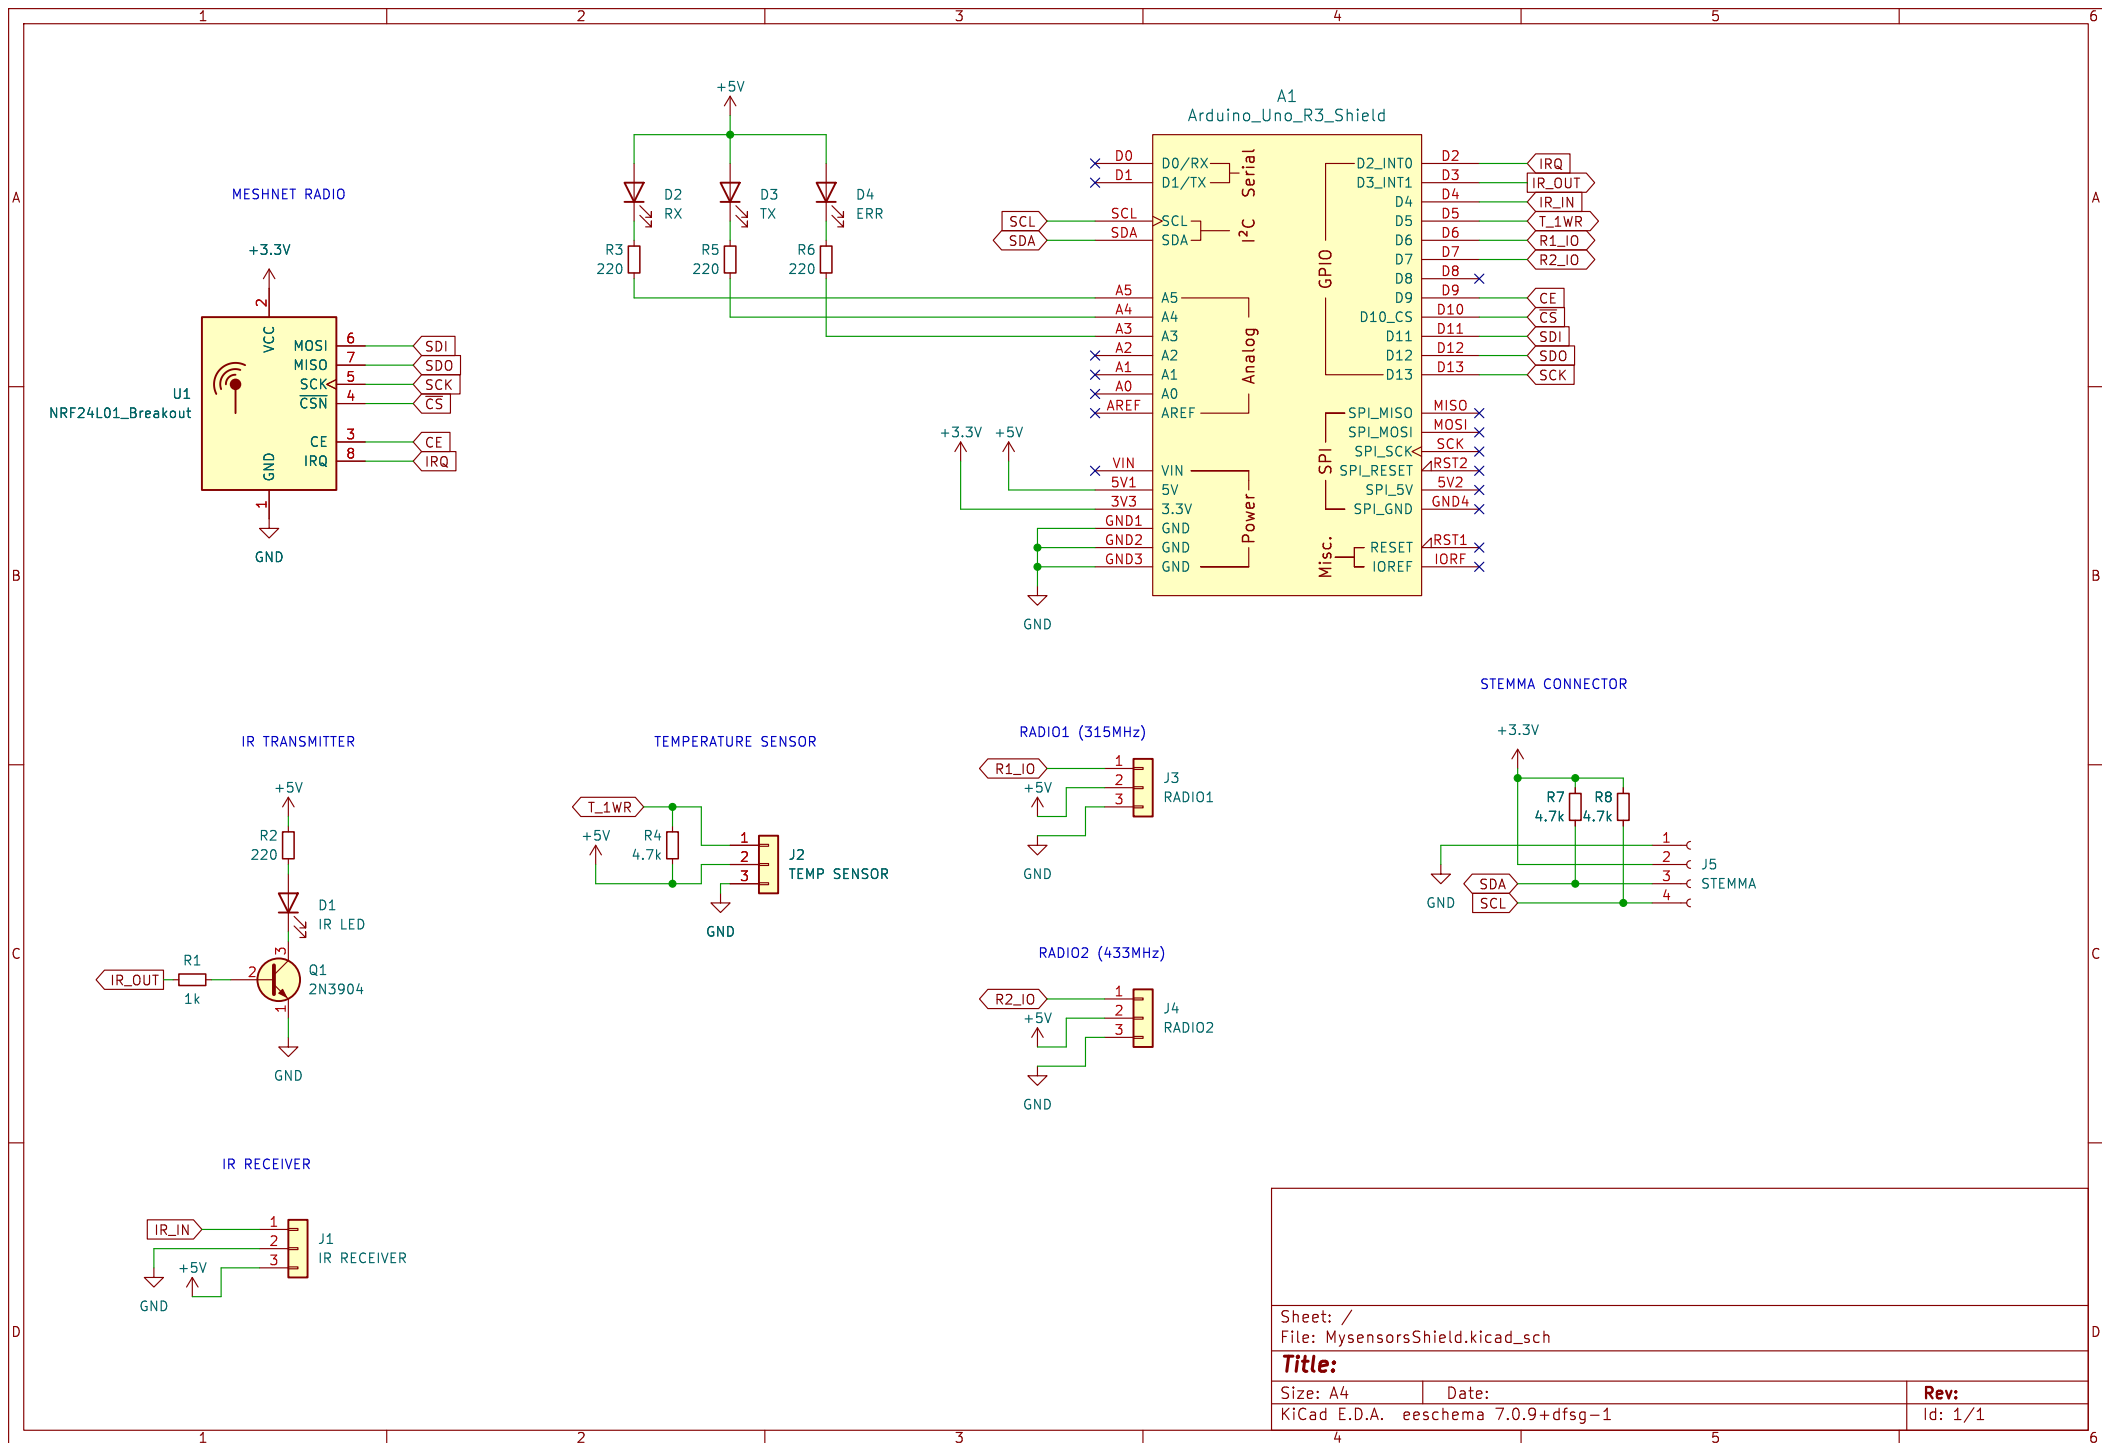 1 2 3 4 5 6
A
B
C
D
A
B
C
D
1 2 3 4 5 6
MESHNET RADIO
+3.3V
2
VCC
MOSI 6 SDI
MISO 7 SDO
SCK 5 SCK
CSN 4 CS
CE 3 CE
IRQ 8 IRQ
GND
1
GND
U1
NRF24L01_Breakout
+5V
D2
RX
D3
TX
D4
ERR
R3
220
R5
220
R6
220
A1
Arduino_Uno_R3_Shield
D0 D0/RX
D1 D1/TX
Serial
SCL SCL SCL
SDA SDA SDA
I²C
A5 A5
A4 A4
A3 A3
A2 A2
A1 A1
A0 A0
AREF AREF
Analog
+3.3V +5V
VIN VIN
5V1 5V
3V3 3.3V
GND1 GND
GND2 GND
GND3 GND
Power
GND
D2_INT0 D2 IRQ
D3_INT1 D3 IR_OUT
D4 D4 IR_IN
D5 D5 T_1WR
D6 D6 R1_IO
D7 D7 R2_IO
D8 D8
D9 D9 CE
D10_CS D10 CS
D11 D11 SDI
D12 D12 SDO
D13 D13 SCK
GPIO
SPI_MISO MISO
SPI_MOSI MOSI
SPI_SCK SCK
SPI_RESET RST2
SPI_5V 5V2
SPI_GND GND4
SPI
RESET RST1
IOREF IORF
Misc.
IR TRANSMITTER
+5V
R2
220
D1
IR LED
IR_OUT
R1
1k
2
3
1
Q1
2N3904
GND
TEMPERATURE SENSOR
T_1WR
+5V
R4
4.7k
1
2
3
J2
TEMP SENSOR
GND
RADIO1 (315MHz)
R1_IO
+5V
1
2
3
J3
RADIO1
GND
RADIO2 (433MHz)
R2_IO
+5V
1
2
3
J4
RADIO2
GND
STEMMA CONNECTOR
+3.3V
R7
4.7k
R8
4.7k
1
2
3
4
J5
STEMMA
SDA
SCL
GND
IR RECEIVER
IR_IN
1
2
3
J1
IR RECEIVER
+5V
GND
Sheet: /
File: MysensorsShield.kicad_sch
Title:
Size: A4 Date: Rev:
KiCad E.D.A. eeschema 7.0.9+dfsg-1 Id: 1/1